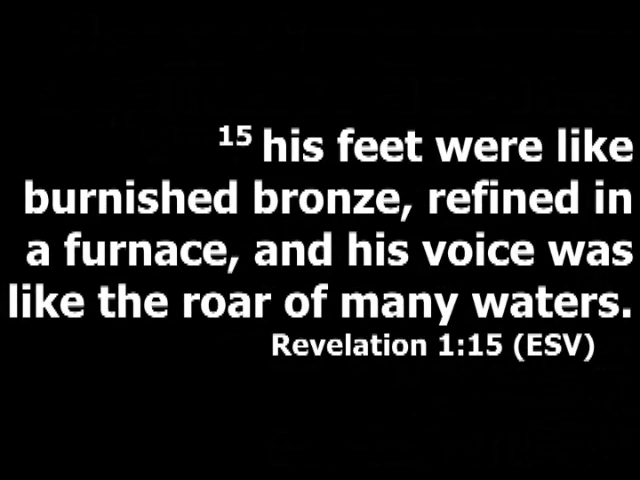 15 his feet were like
burnished bronze, refined in
a furnace, and his voice was
like the roar of many waters.
Revelation 1:15 (ESV)